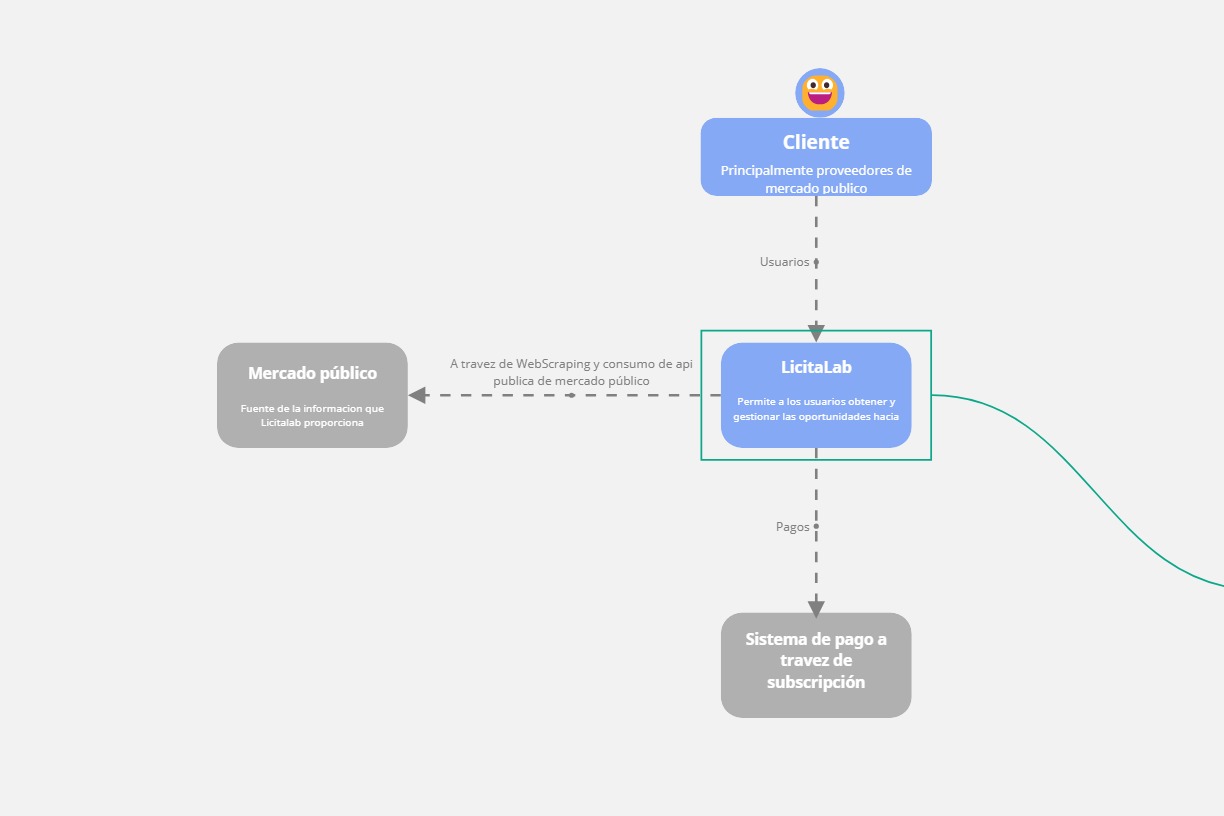 Cliente
Principalmente proveedores de
mercado publico
Usuarios
Mercado público
Fuente de la informacion que
Licitalab proporciona
A travez de WebScraping y consumo de api
publica de mercado público
LicitaLab
Permite a los usuarios obtener y
gestionar las oportunidades hacia
Pagos
Sistema de pago a
travez de
subscripción